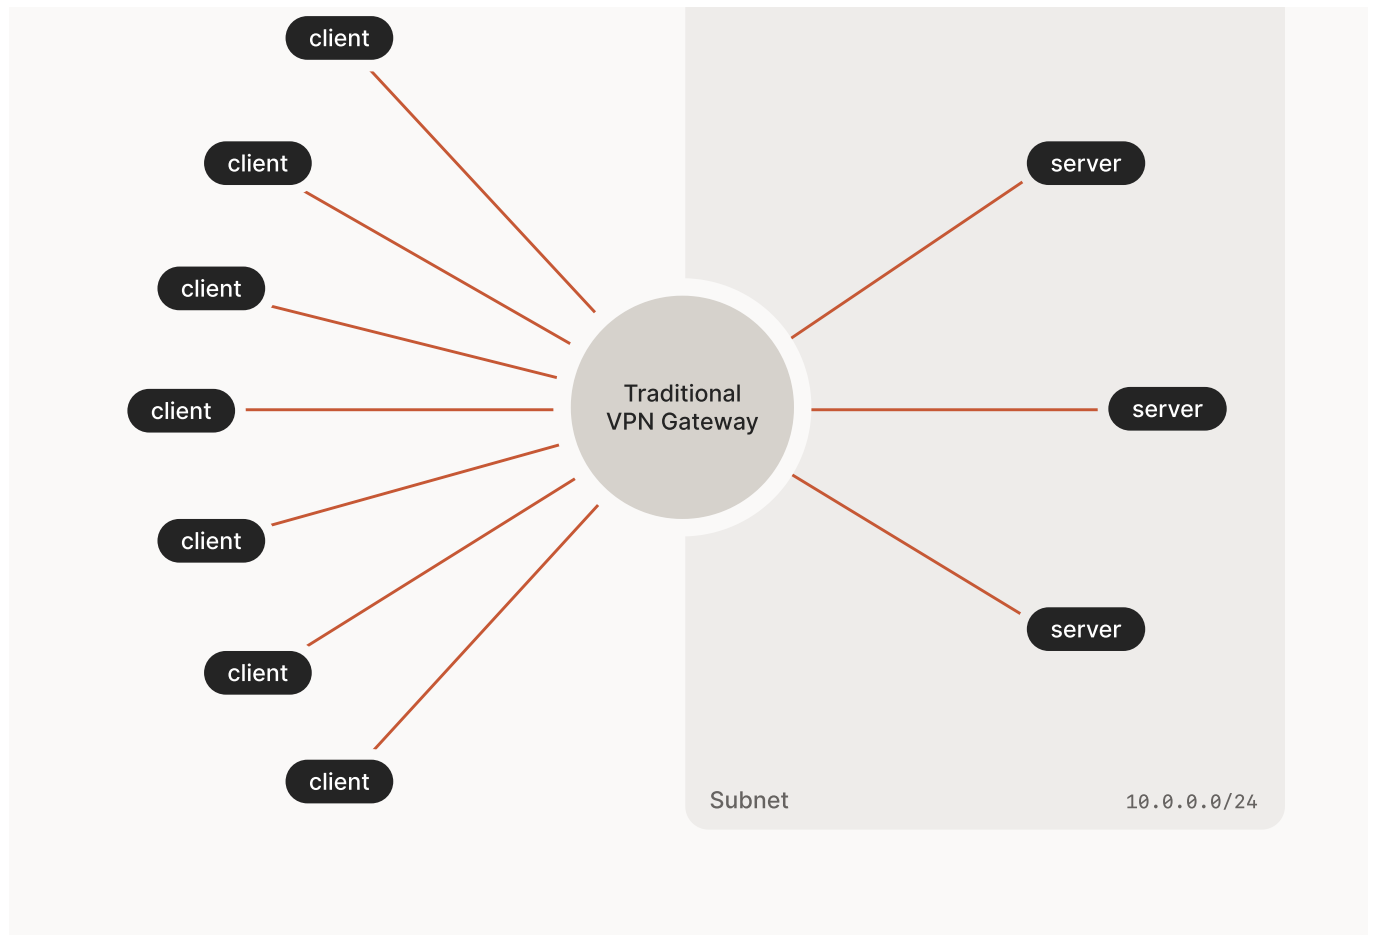 client
client
server
client
Traditional
VPN Gateway
client
server
client
server
client
client
Subnet
10.0.0.0/24